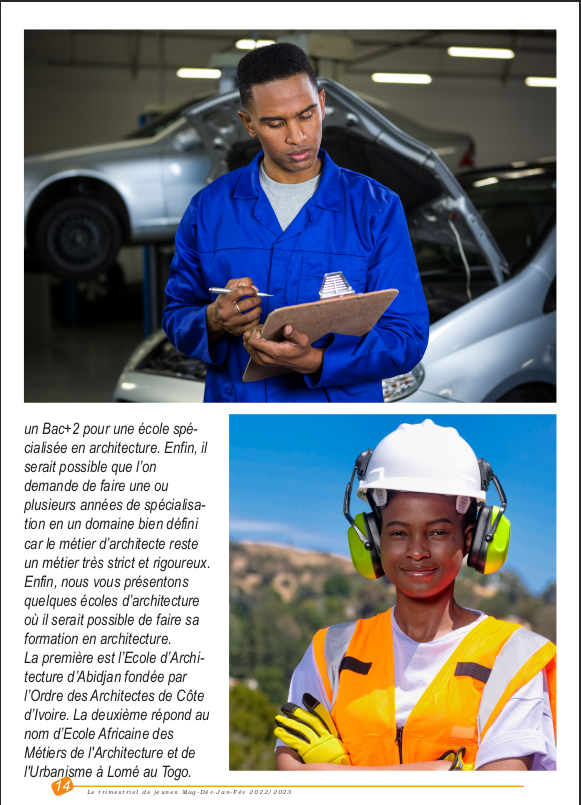 un Bac+2 pour une école spé-
cialisée en architecture. Enfin, il
serait possible que l'on
demande de faire une ou
plusieurs années de spécialisa-
tion en un domaine bien défini
car le métier d'architecte reste
un métier très strict et rigoureux.
Enfin, nous vous présentons
quelques écoles d'architecture
où il serait possible de faire sa
formation en architecture.
La première est l'Ecole d'Archi-
tecture d'Abidjan fondée par
l'Ordre des Architectes de Côte
d'Ivoire. La deuxième répond au
nom d'Ecole Africaine des
Métiers de l'Architecture et de
l'Urbanisme à Lomé au Togo.
14
Le trimestriel de jeunes Mag-Déc-Jan-Fév 2022/2023